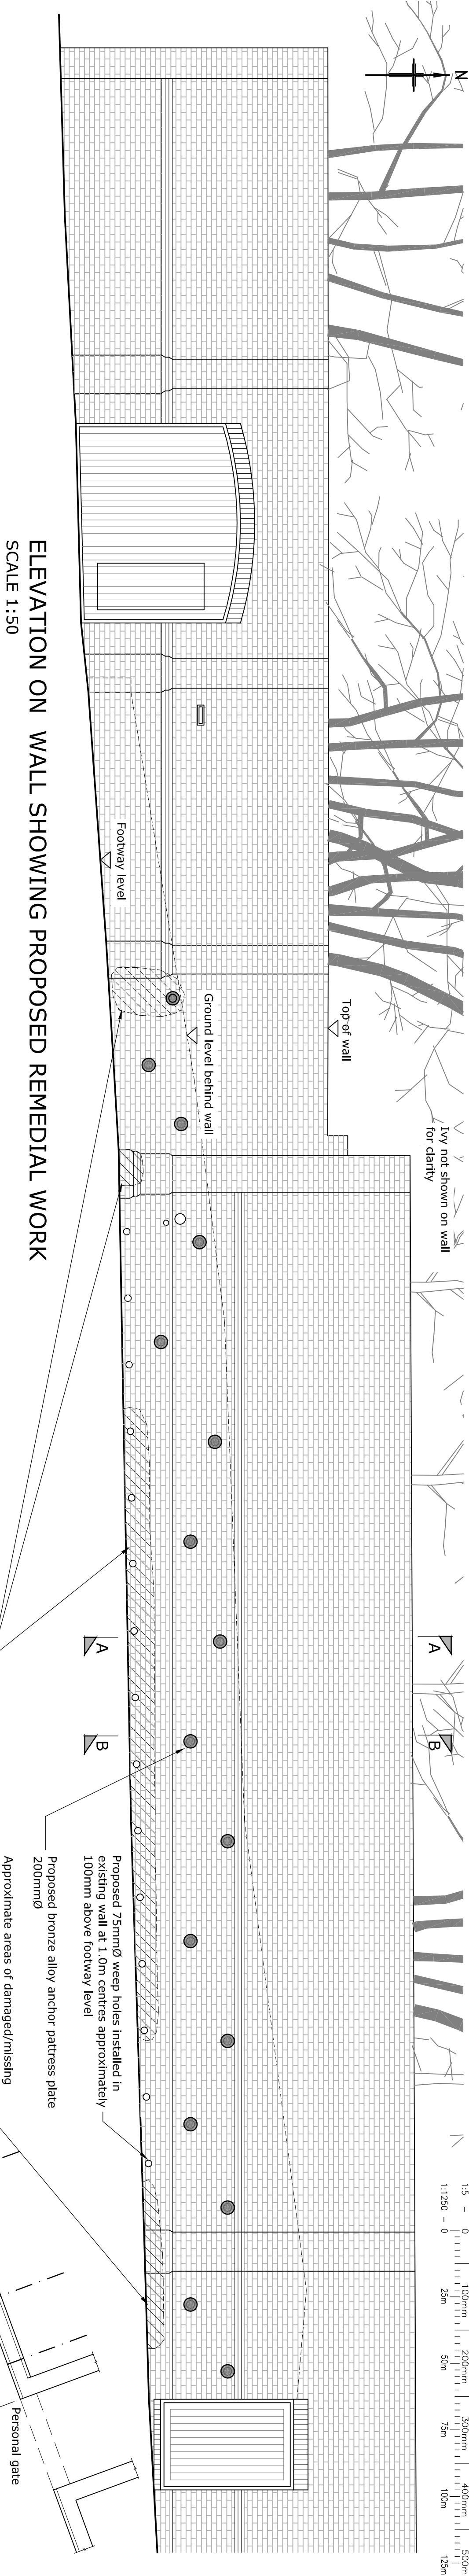 N
Ivy not shown on wall
for clarity
Top of wall
Ground level behind wall
Footway level
A
B
A
B
1:5 - 0 100mm 200mm 300mm 400mm 500mm
1:1250 - 0 25m 50m 75m 100m 125m
Proposed 75mmØ weep holes installed in
existing wall at 1.0m centres approximately
100mm above footway level
Proposed bronze alloy anchor pattress plate
200mmØ
Approximate areas of damaged/missing
Personal gate
ELEVATION ON WALL SHOWING PROPOSED REMEDIAL WORK
SCALE 1:50